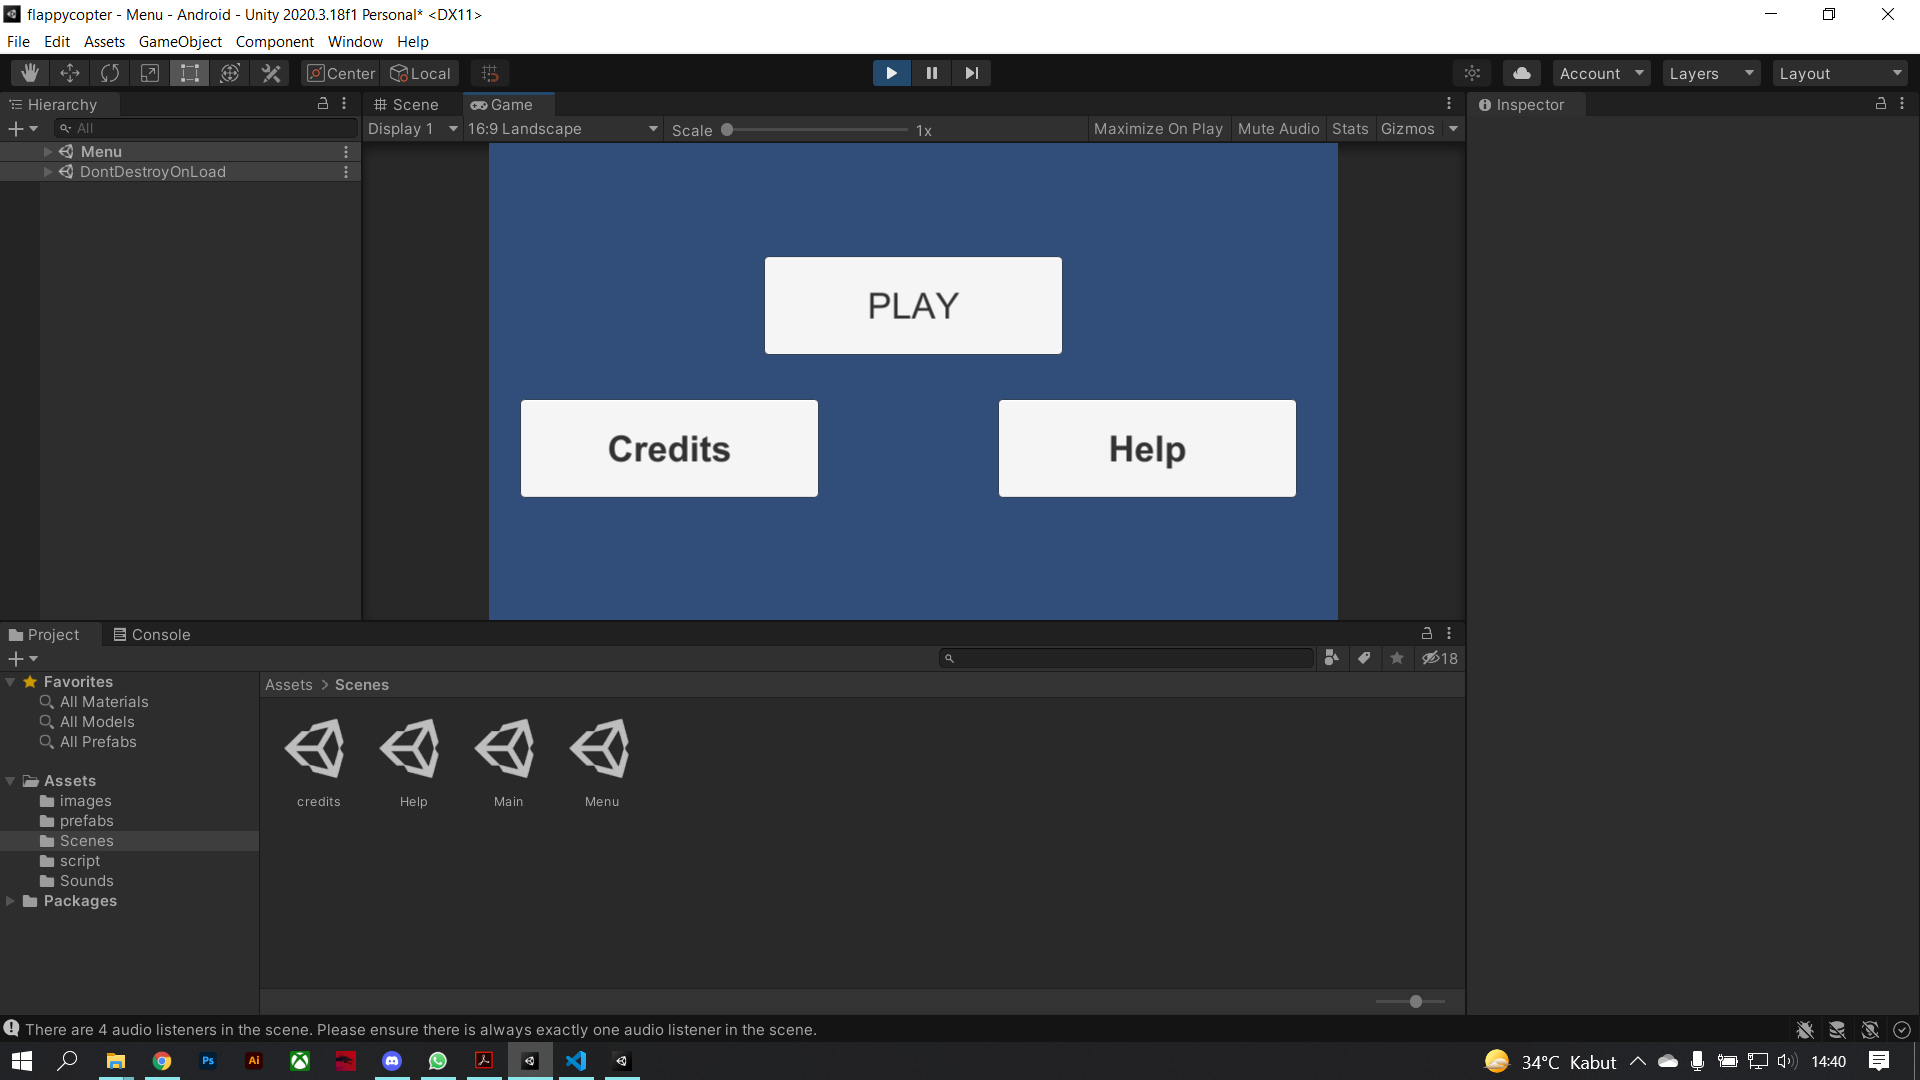 flappycopter - Menu - Android - Unity 2020.3.18f1 Personal* <DX11>
File Edit Assets GameObject Component Window Help
Center Local
Account Layers Layout
Hierarchy
All
Menu
DontDestroyOnLoad
Scene Game
Display 1 16:9 Landscape Scale 1x Maximize On Play Mute Audio Stats Gizmos
PLAY
Credits Help
Inspector
Project Console
18
Favorites
All Materials
All Models
All Prefabs
Assets
images
prefabs
Scenes
script
Sounds
Packages
Assets > Scenes
credits Help Main Menu
There are 4 audio listeners in the scene. Please ensure there is always exactly one audio listener in the scene.
Ps Ai
34°C Kabut 14:40